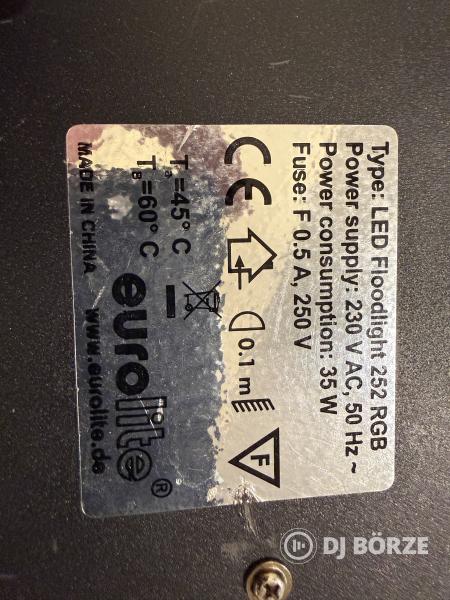 Type: LED Floodlight 252 RGB
Power supply: 230 V AC, 50 Hz ~
Power consumption: 35 W
Fuse: F 0.5 A, 250 V
CE
0.1 m
F
Ta =45° C
TB =60° C
eurolite®
MADE IN CHINA
www.eurolite.de
DJ BÖRZE